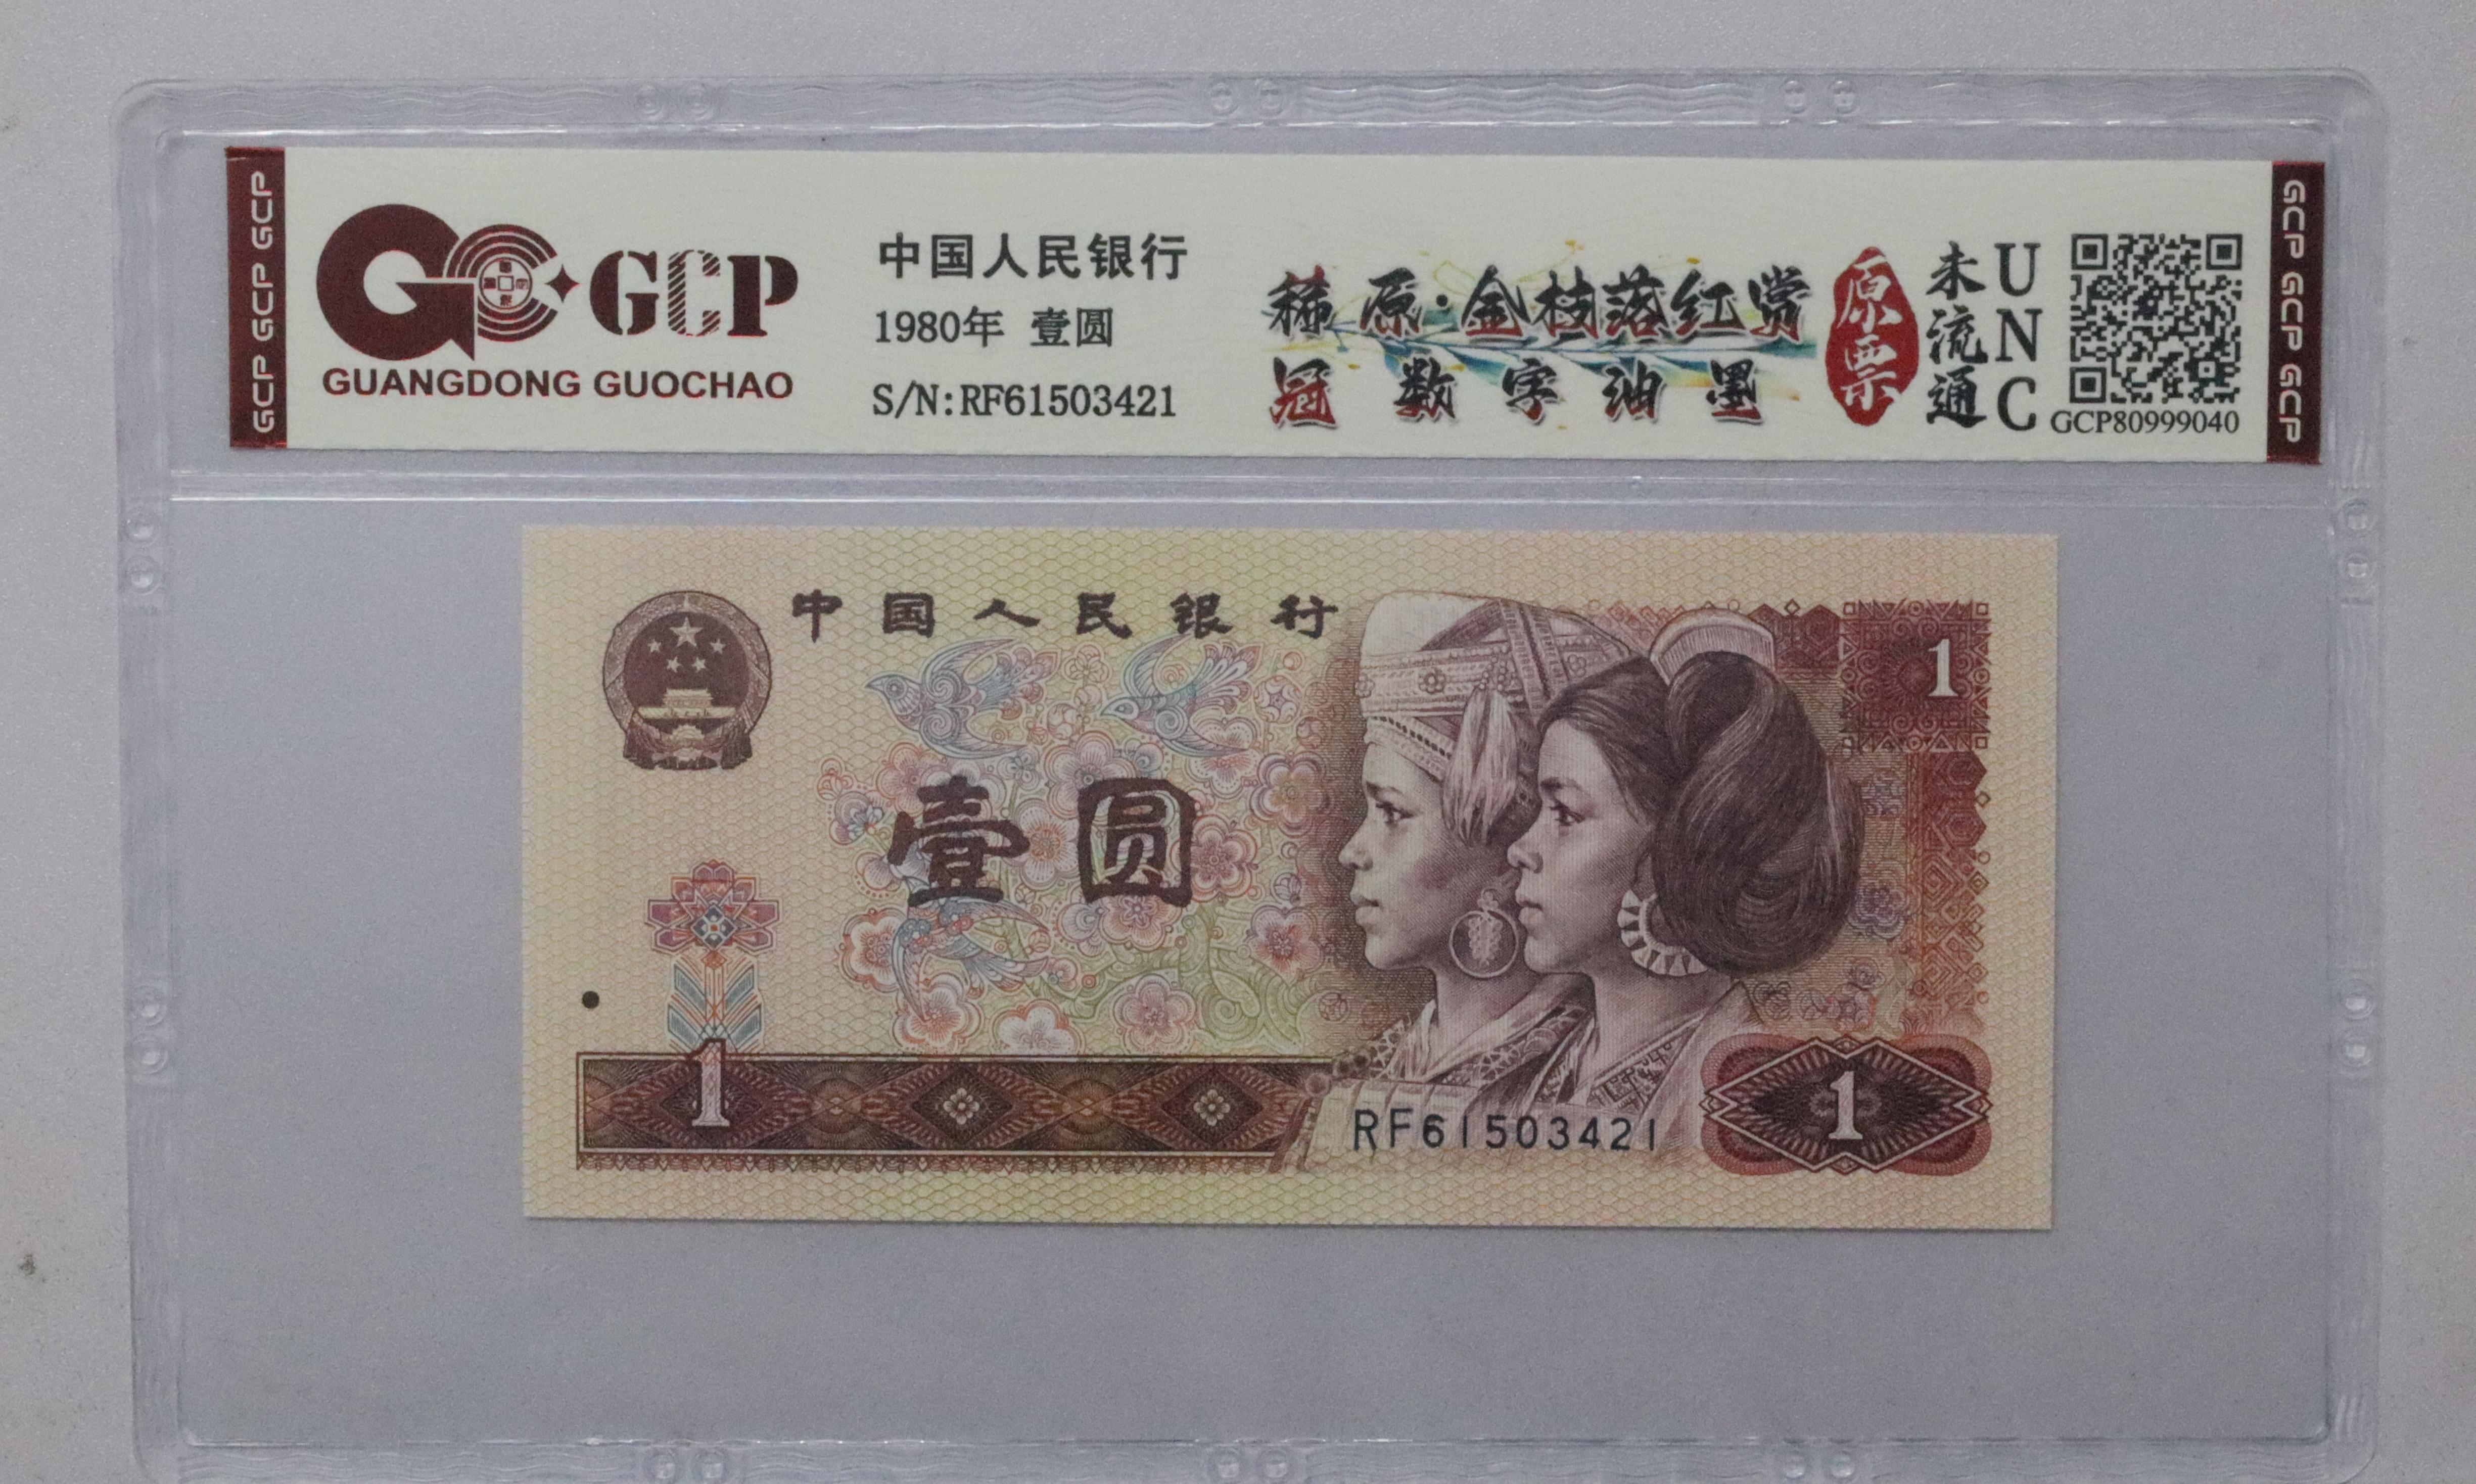 GCP GCP GCP
GCP
GUANGDONG GUOCHAO
中国人民银行
1980年 壹圆
S/N:RF61503421
稀原·金枝落红赏
冠数字油墨
原票
未流通
UNC
GCP80999040
GCP GCP GCP
中国人民银行
1
壹圆
1
RF61503421
1